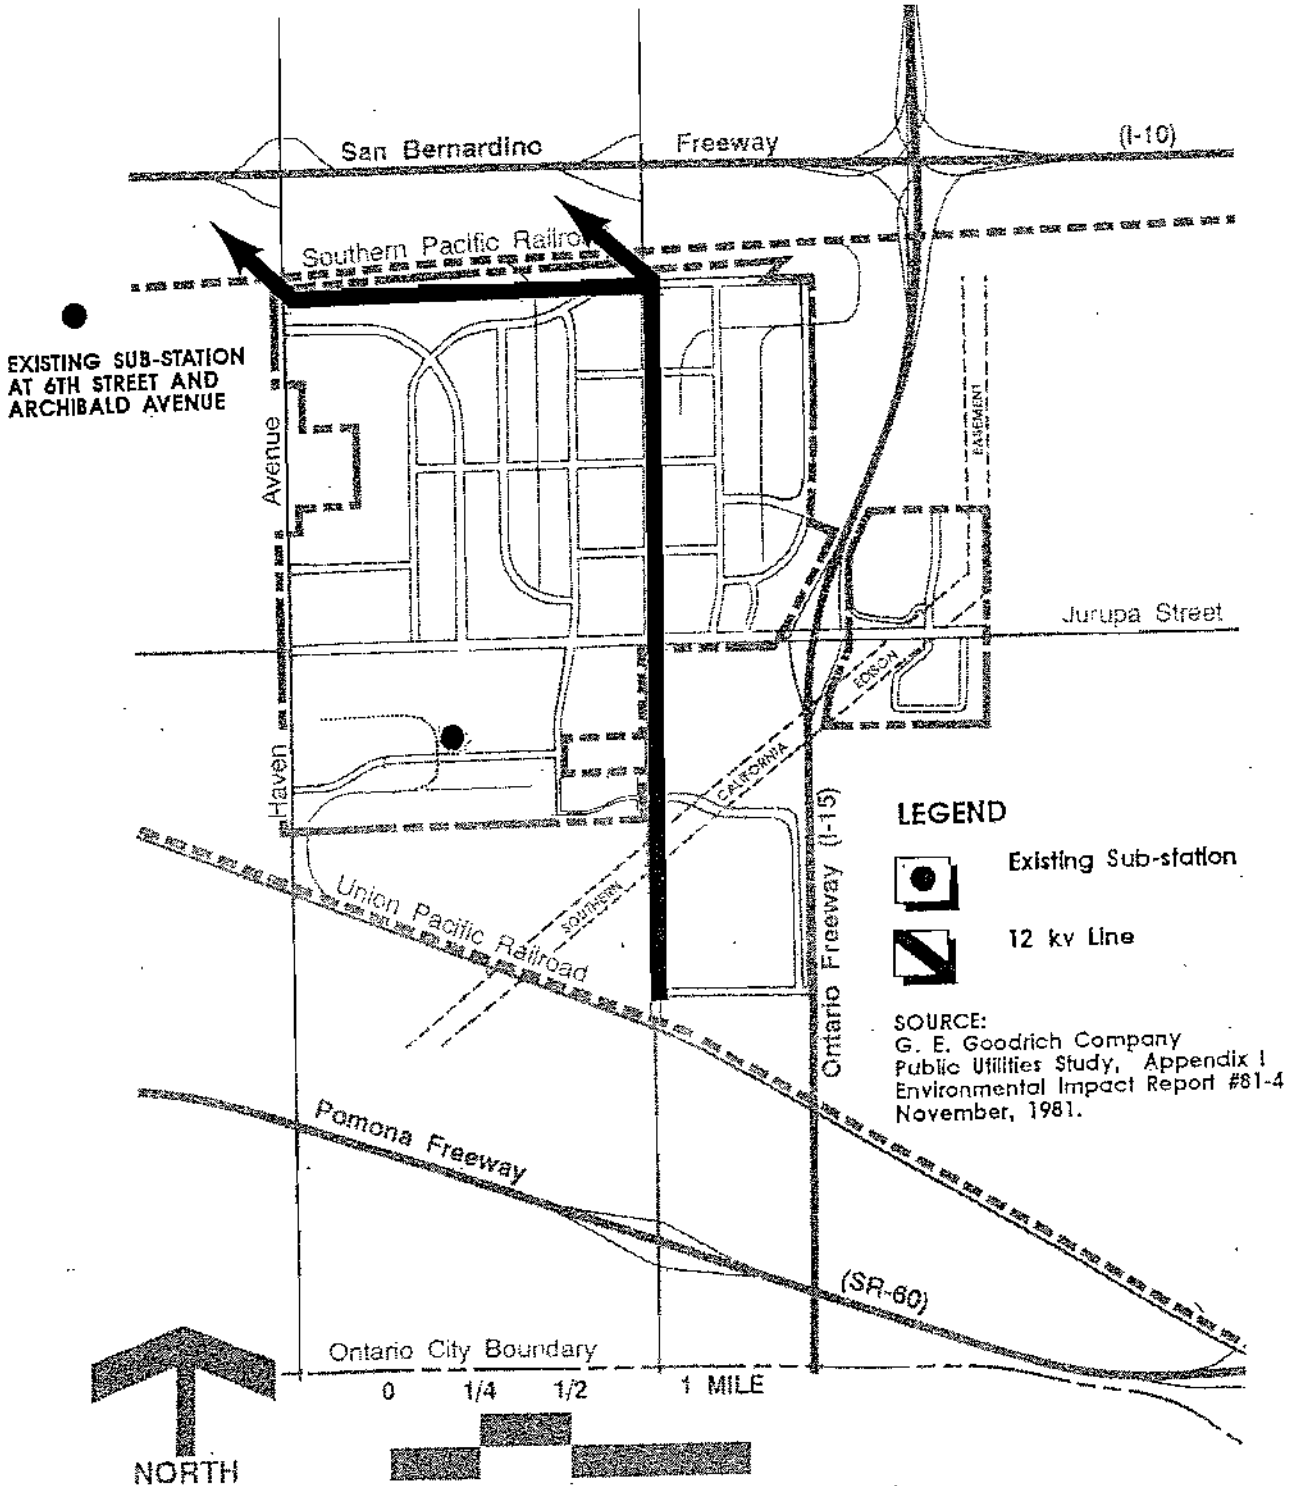 San Bernardino Freeway (I-10)
Southern Pacific Railroad
EXISTING SUB-STATION
AT 6TH STREET AND
ARCHIBALD AVENUE
Haven Avenue
EASEMENT
Jurupa Street
SOUTHERN CALIFORNIA EDISON
Union Pacific Railroad
Ontario Freeway (I-15)
LEGEND
Existing Sub-station
12 kv Line
SOURCE:
G. E. Goodrich Company
Public Utilities Study, Appendix I
Environmental Impact Report #81-4
November, 1981.
Pomona Freeway
(SR-60)
Ontario City Boundary
0 1/4 1/2 1 MILE
NORTH